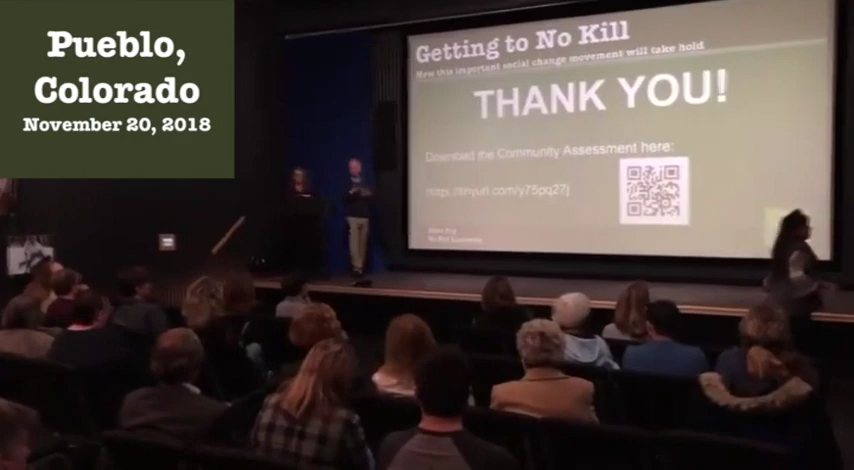 Pueblo,
Colorado
November 20, 2018
Getting to No Kill
How this important social change movement will take hold
THANK YOU!
Download the Community Assessment here:
https://tinyurl.com/y75pq27j